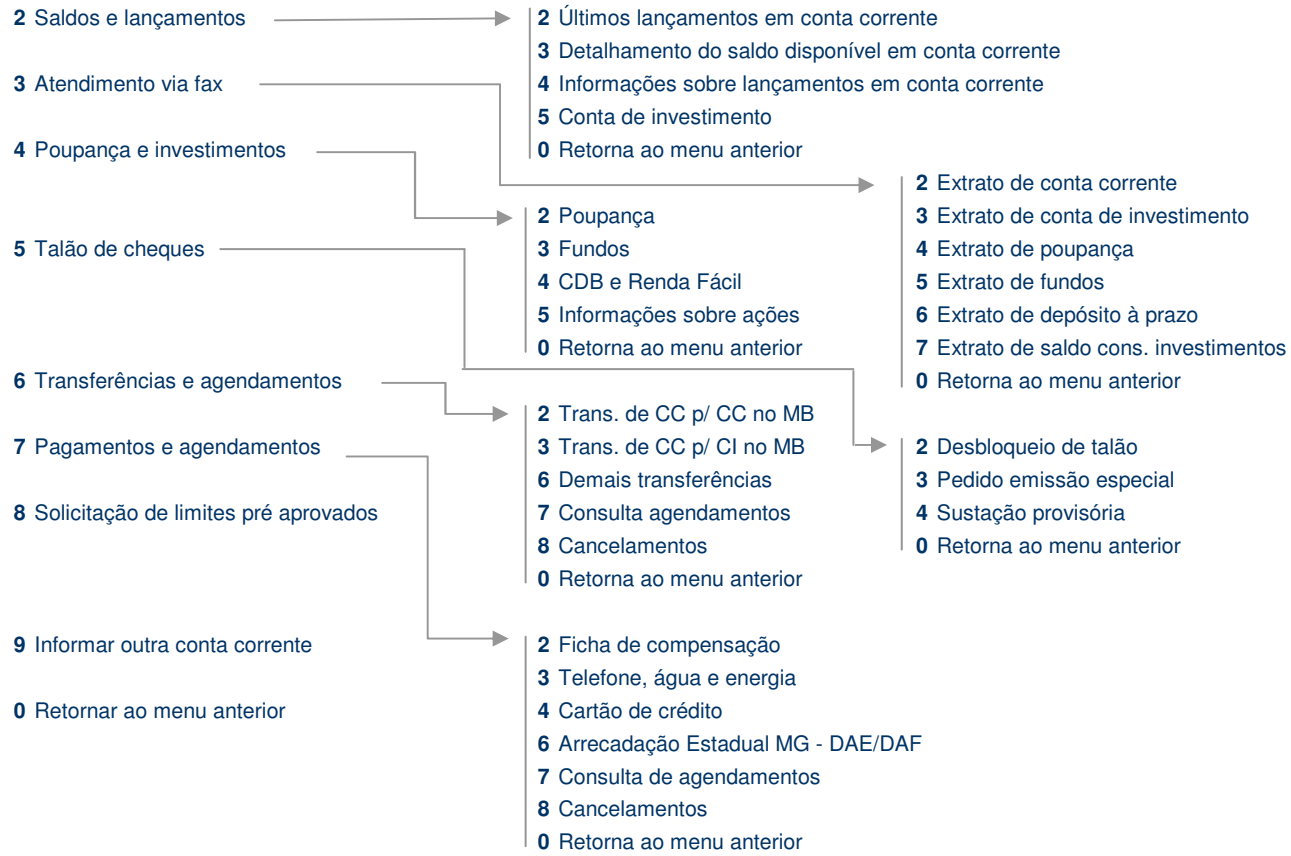 2 Saldos e lançamentos
3 Atendimento via fax
4 Poupança e investimentos
5 Talão de cheques
6 Transferências e agendamentos
7 Pagamentos e agendamentos
8 Solicitação de limites pré aprovados
9 Informar outra conta corrente
0 Retornar ao menu anterior
2 Últimos lançamentos em conta corrente
3 Detalhamento do saldo disponível em conta corrente
4 Informações sobre lançamentos em conta corrente
5 Conta de investimento
0 Retorna ao menu anterior
2 Poupança
3 Fundos
4 CDB e Renda Fácil
5 Informações sobre ações
0 Retorna ao menu anterior
2 Trans. de CC p/ CC no MB
3 Trans. de CC p/ CI no MB
6 Demais transferências
7 Consulta agendamentos
8 Cancelamentos
0 Retorna ao menu anterior
2 Ficha de compensação
3 Telefone, água e energia
4 Cartão de crédito
6 Arrecadação Estadual MG - DAE/DAF
7 Consulta de agendamentos
8 Cancelamentos
0 Retorna ao menu anterior
2 Extrato de conta corrente
3 Extrato de conta de investimento
4 Extrato de poupança
5 Extrato de fundos
6 Extrato de depósito à prazo
7 Extrato de saldo cons. investimentos
0 Retorna ao menu anterior
2 Desbloqueio de talão
3 Pedido emissão especial
4 Sustação provisória
0 Retorna ao menu anterior